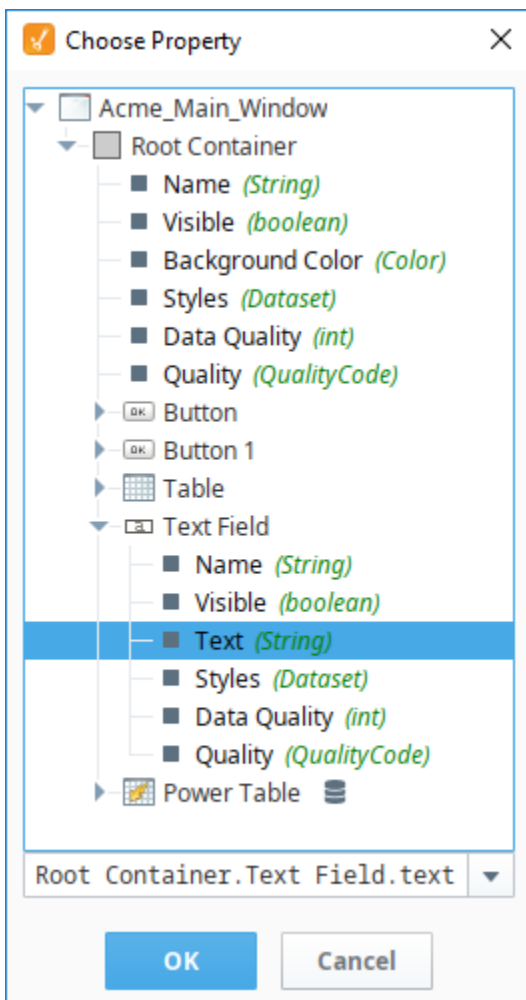 Choose Property
Acme_Main_Window
Root Container
Name (String)
Visible (boolean)
Background Color (Color)
Styles (Dataset)
Data Quality (int)
Quality (QualityCode)
OK Button
OK Button 1
Table
a Text Field
Name (String)
Visible (boolean)
Text (String)
Styles (Dataset)
Data Quality (int)
Quality (QualityCode)
Power Table
Root Container.Text Field.text
OK Cancel